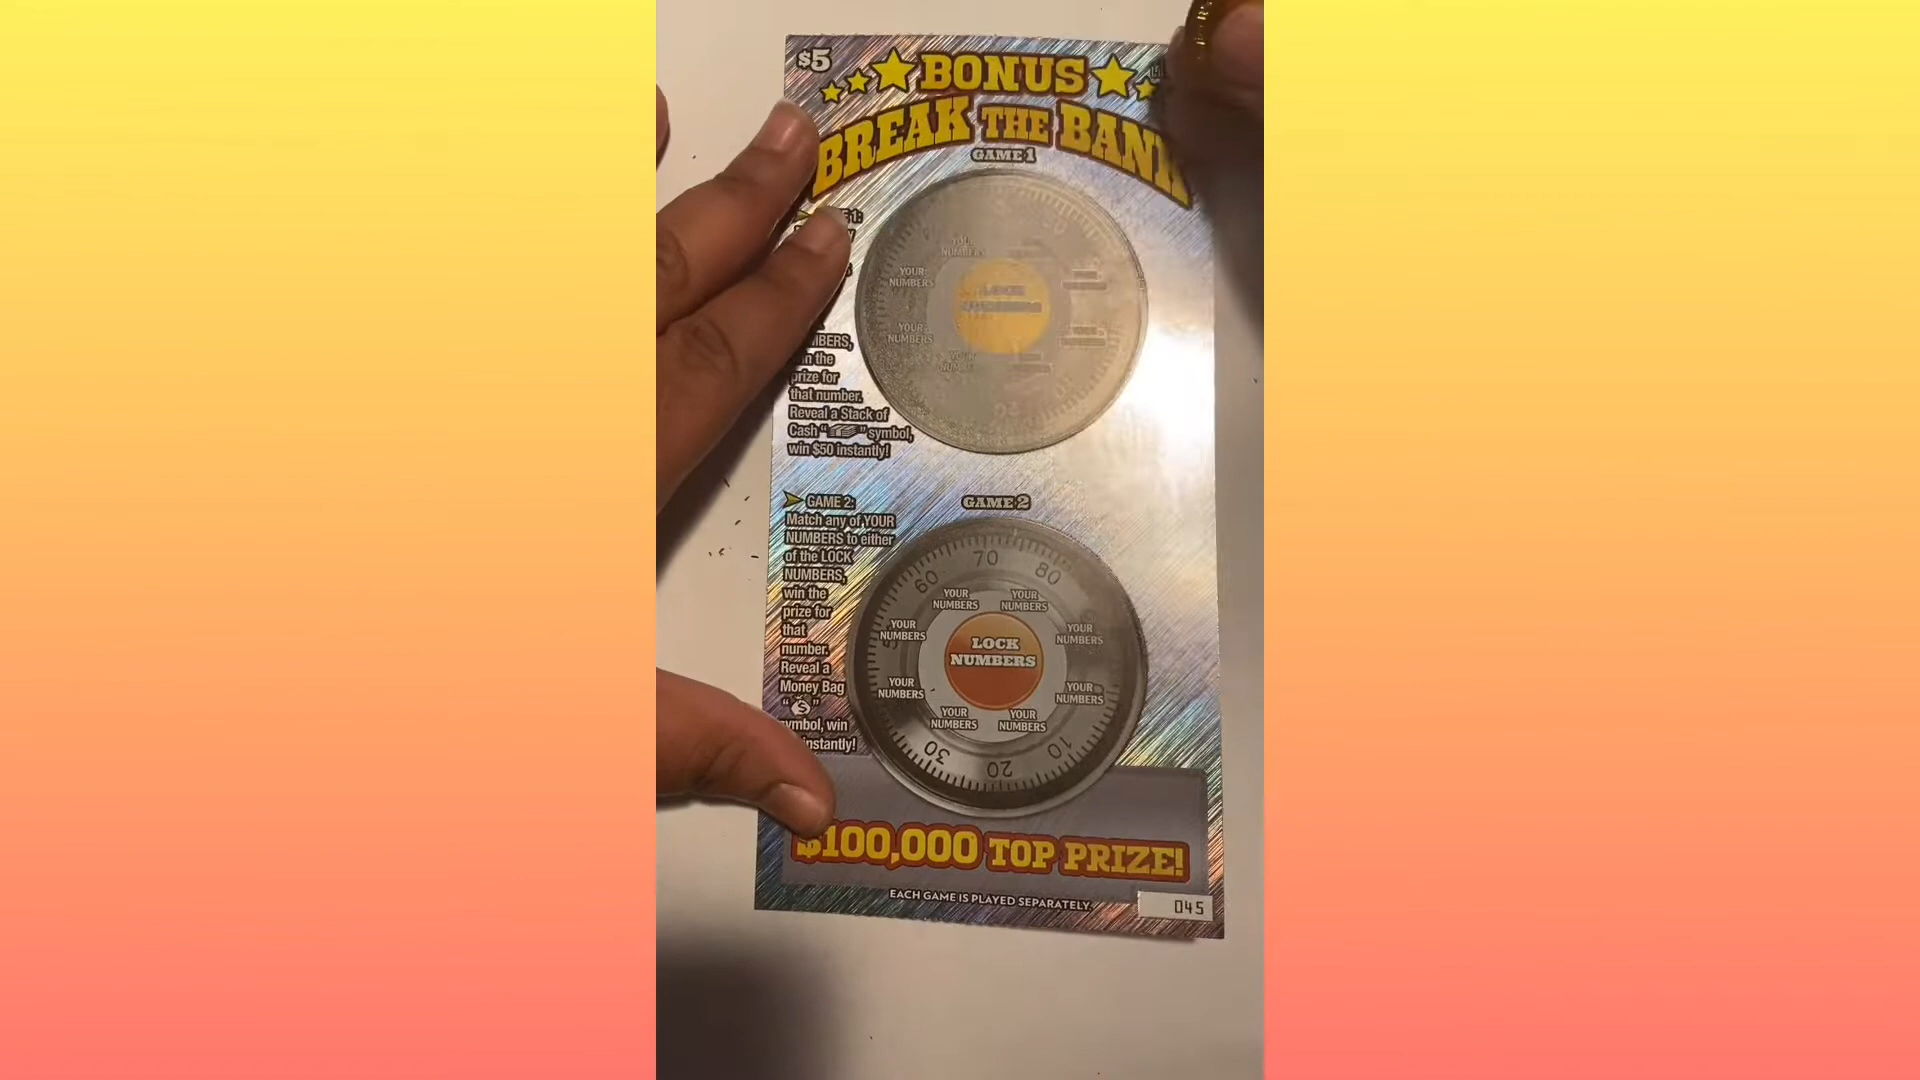 $5
BONUS
BREAK THE BANK
GAME 1
YOUR
NUMBERS
YOUR
NUMBERS
YOUR
NUMBERS
LOCK
NUMBERS
in the
prize for
that number.
Reveal a Stack of
Cash " " symbol,
win $50 instantly!
GAME 2:
Match any of YOUR
NUMBERS to either
of the LOCK
NUMBERS,
win the
prize for
that
number.
Reveal a
Money Bag
"$"
symbol, win
instantly!
GAME 2
60 70 80
YOUR
NUMBERS
YOUR
NUMBERS
YOUR
NUMBERS
YOUR
NUMBERS
LOCK
NUMBERS
YOUR
NUMBERS
YOUR
NUMBERS
YOUR
NUMBERS
YOUR
NUMBERS
30 20 10
$100,000 TOP PRIZE!
EACH GAME IS PLAYED SEPARATELY.
045